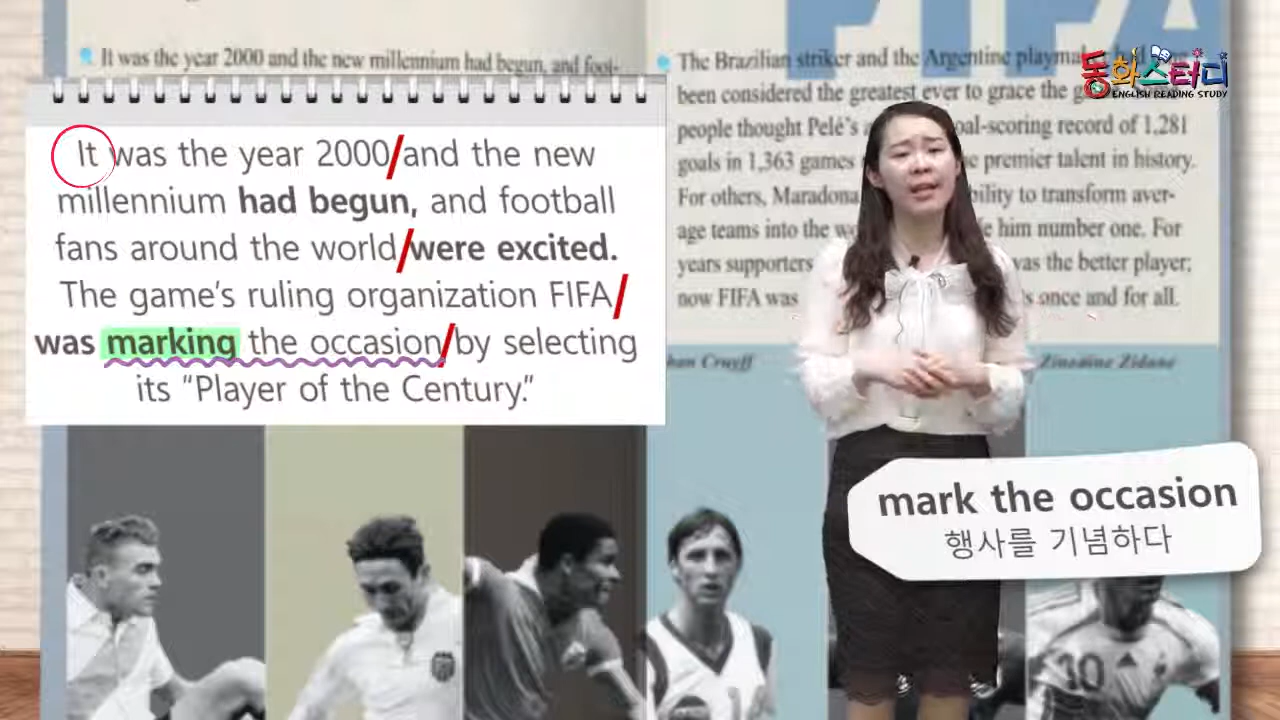 It was the year 2000 and the new millennium had begun, and foot-
It was the year 2000/and the new
millennium had begun, and football
fans around the world/were excited.
The game's ruling organization FIFA/
was marking the occasion/by selecting
its “Player of the Century.”
FIFA
The Brazilian striker and the Argentine
been considered the greatest ever to grace the
people thought Pelé's oal-scoring record of 1,281
goals in 1,363 games premier talent in history.
For others, Maradona bility to transform aver-
age teams into the him number one. For
years supporters was the better player;
now FIFA was once and for all.
Cruyff
Zinedine Zidane
동화스터디
ENGLISH READING STUDY
mark the occasion
행사를 기념하다
10